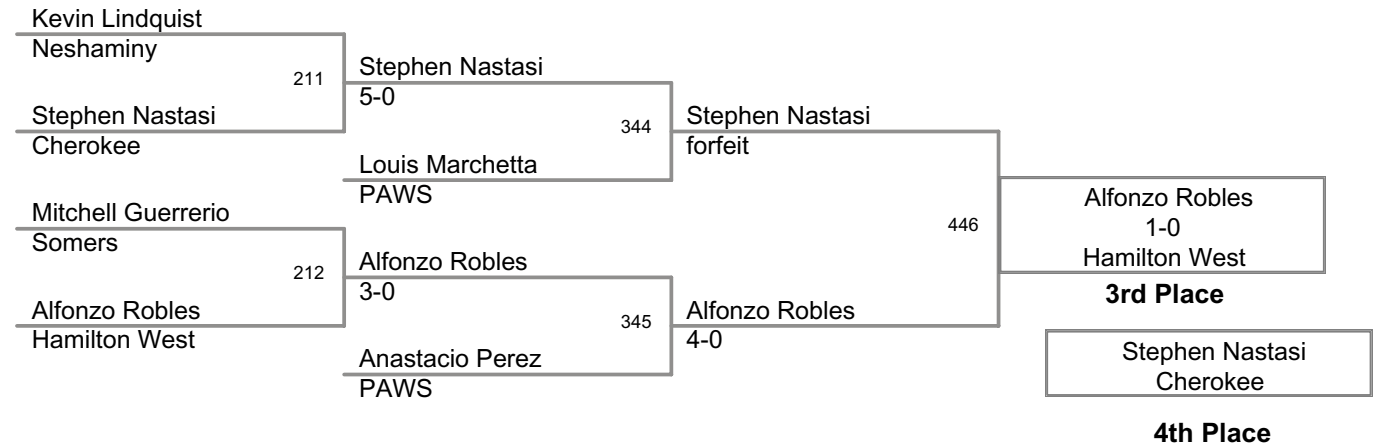 Kevin Lindquist
Neshaminy
211
Stephen Nastasi
5-0
Stephen Nastasi
Cherokee
344
Stephen Nastasi
forfeit
Louis Marchetta
PAWS
Mitchell Guerrerio
Somers
212
Alfonzo Robles
3-0
Alfonzo Robles
Hamilton West
345
Alfonzo Robles
4-0
Anastacio Perez
PAWS
446
Alfonzo Robles
1-0
Hamilton West
3rd Place
Stephen Nastasi
Cherokee
4th Place